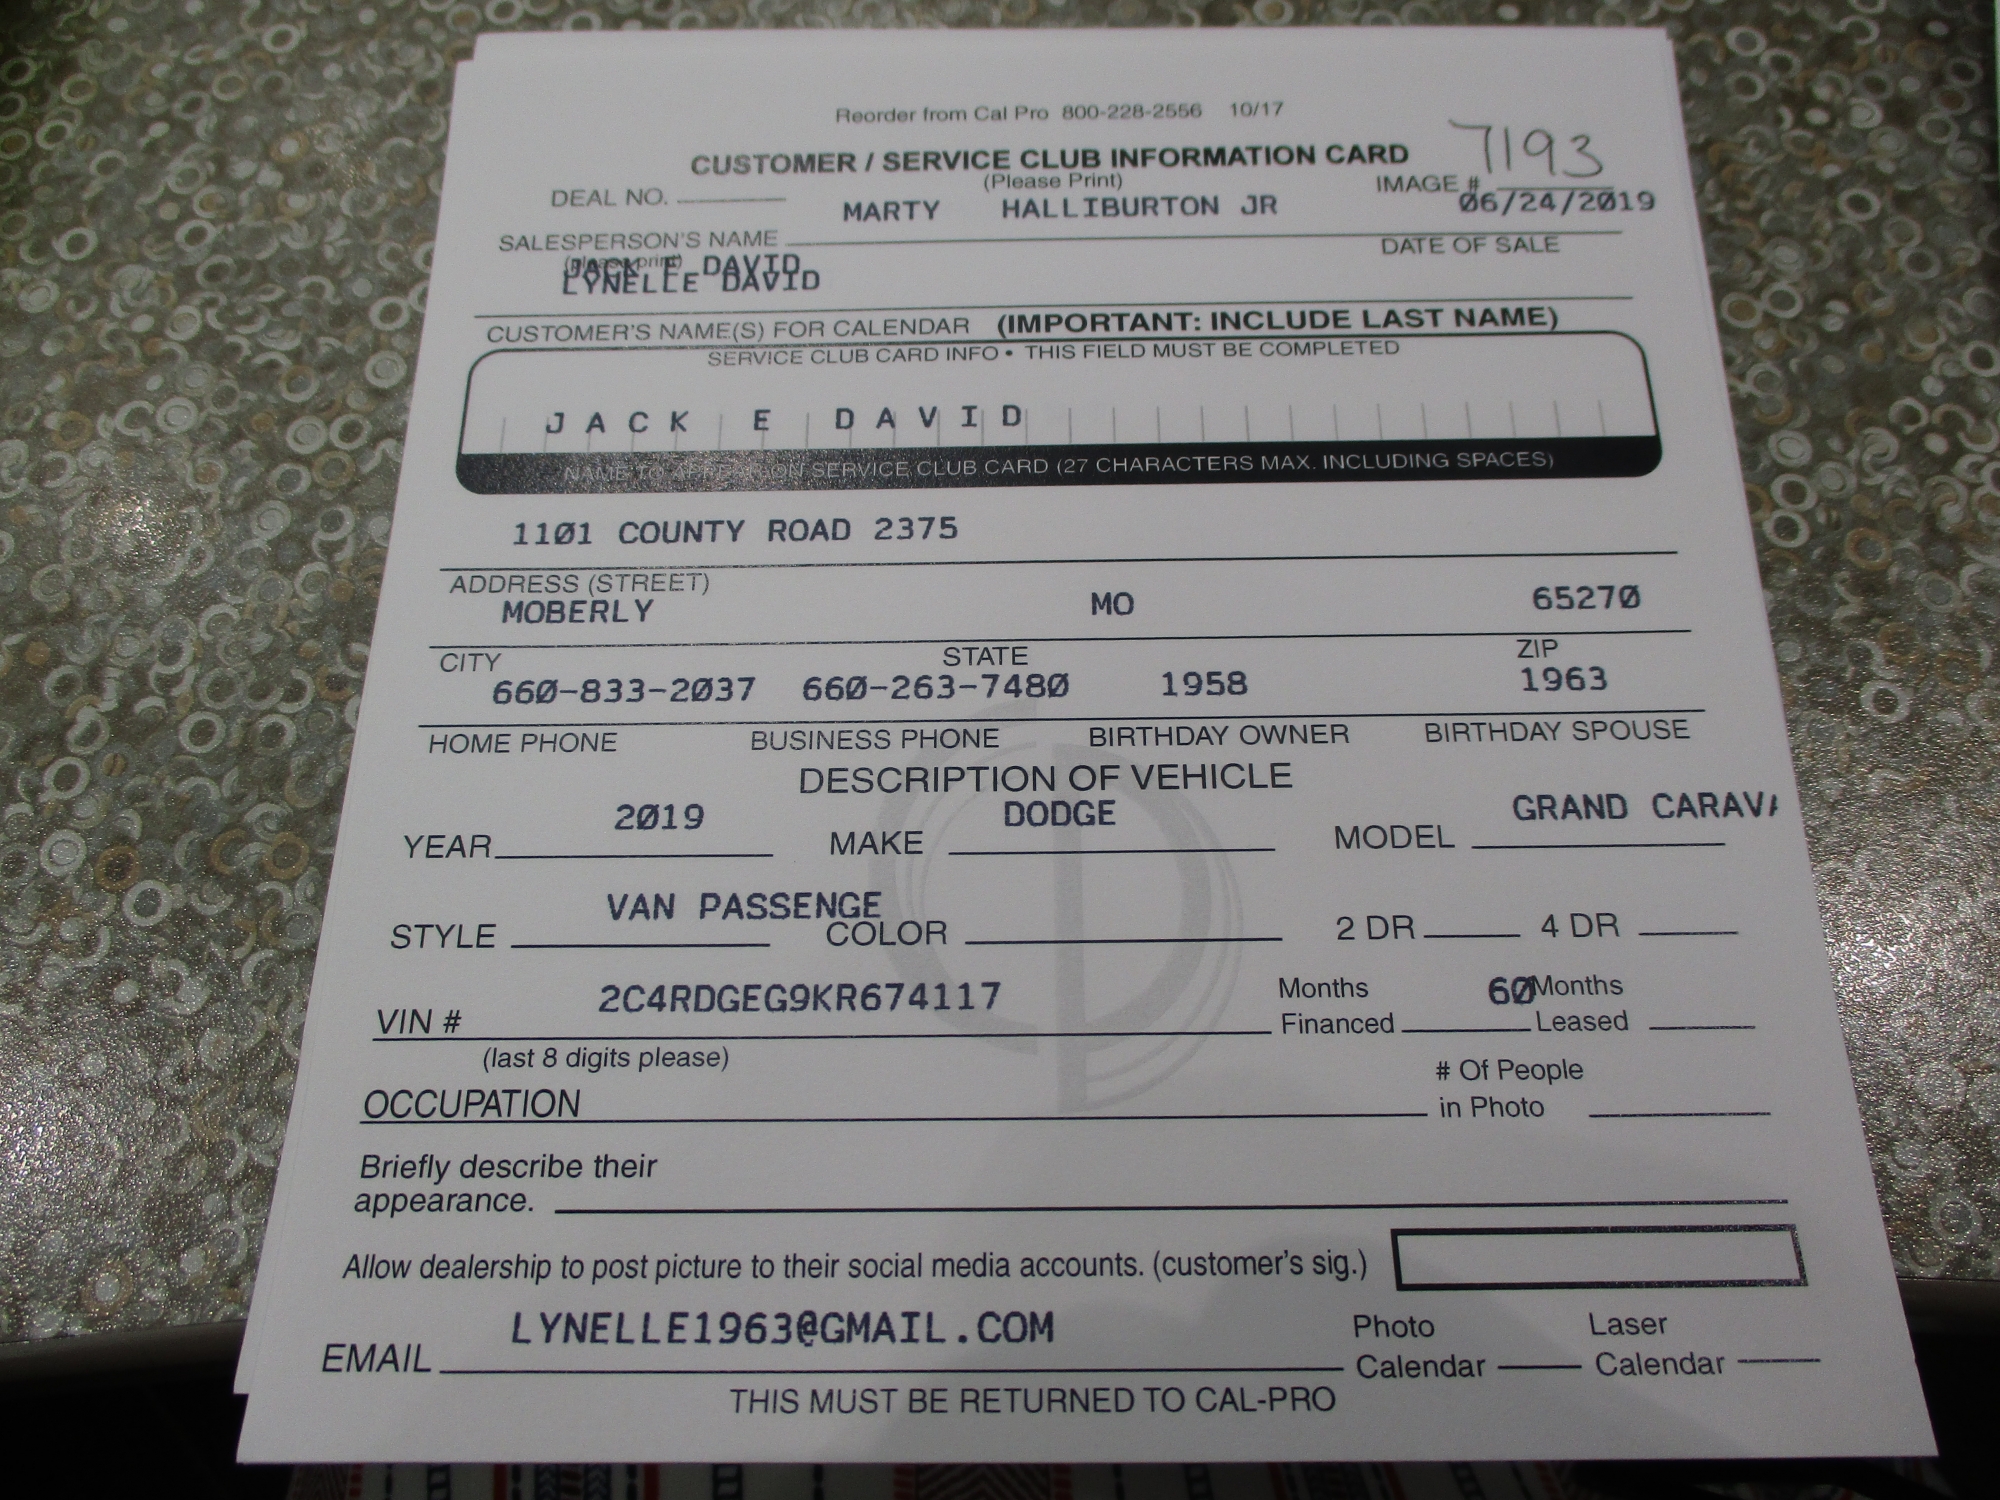 Reorder from Cal Pro 800-228-2556 10/17
CUSTOMER / SERVICE CLUB INFORMATION CARD 7193
(Please Print)
DEAL NO. IMAGE #
MARTY HALLIBURTON JR 06/24/2019
SALESPERSON'S NAME DATE OF SALE
(please print)
JACK E DAVID
LYNELLE DAVID
CUSTOMER'S NAME(S) FOR CALENDAR (IMPORTANT: INCLUDE LAST NAME)
SERVICE CLUB CARD INFO • THIS FIELD MUST BE COMPLETED
JACK E DAVID
NAME TO APPEAR ON SERVICE CLUB CARD (27 CHARACTERS MAX. INCLUDING SPACES)
1101 COUNTY ROAD 2375
ADDRESS (STREET)
MOBERLY MO 65270
CITY STATE ZIP
660-833-2037 660-263-7480 1958 1963
HOME PHONE BUSINESS PHONE BIRTHDAY OWNER BIRTHDAY SPOUSE
DESCRIPTION OF VEHICLE
2019 DODGE GRAND CARAVA
YEAR MAKE MODEL
VAN PASSENGE
STYLE COLOR 2 DR 4 DR
2C4RDGEG9KR674117 Months 60 Months
VIN # Financed Leased
(last 8 digits please)
# Of People
OCCUPATION in Photo
Briefly describe their
appearance.
Allow dealership to post picture to their social media accounts. (customer's sig.)
LYNELLE1963@GMAIL.COM Photo Laser
EMAIL Calendar Calendar
THIS MUST BE RETURNED TO CAL-PRO